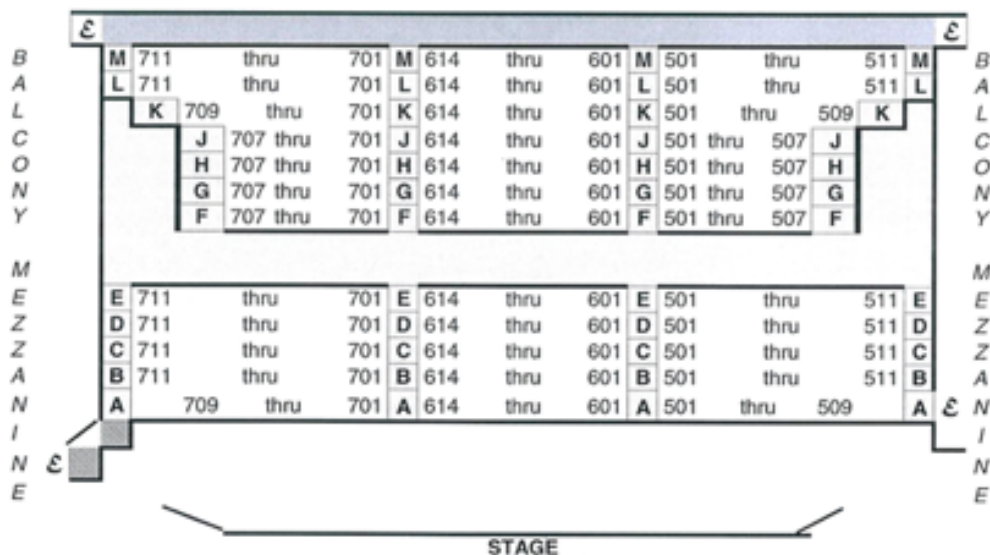 ℰ ℰ
B M 711 thru 701 M 614 thru 601 M 501 thru 511 M B
A L 711 thru 701 L 614 thru 601 L 501 thru 511 L A
L K 709 thru 701 K 614 thru 601 K 501 thru 509 K L
C J 707 thru 701 J 614 thru 601 J 501 thru 507 J C
O H 707 thru 701 H 614 thru 601 H 501 thru 507 H O
N G 707 thru 701 G 614 thru 601 G 501 thru 507 G N
Y F 707 thru 701 F 614 thru 601 F 501 thru 507 F Y
M M
E E 711 thru 701 E 614 thru 601 E 501 thru 511 E E
Z D 711 thru 701 D 614 thru 601 D 501 thru 511 D Z
Z C 711 thru 701 C 614 thru 601 C 501 thru 511 C Z
A B 711 thru 701 B 614 thru 601 B 501 thru 511 B A
N A 709 thru 701 A 614 thru 601 A 501 thru 509 A ℰ N
I I
N ℰ N
E E
STAGE